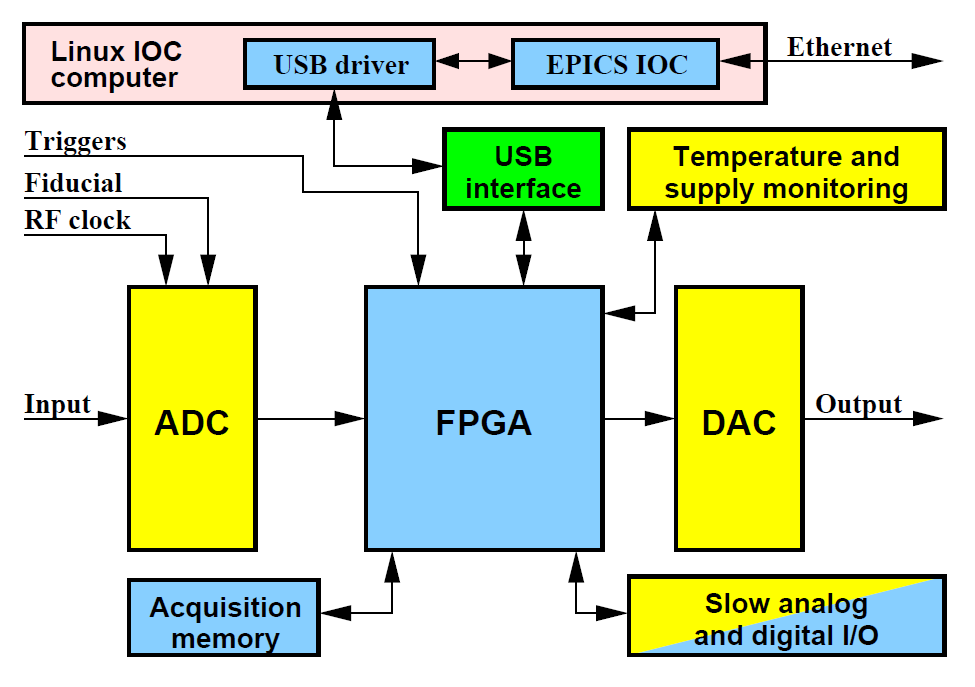 Linux IOC
computer
USB driver
EPICS IOC
Ethernet
Triggers
Fiducial
RF clock
USB
interface
Temperature and
supply monitoring
Input
ADC
FPGA
DAC
Output
Acquisition
memory
Slow analog
and digital I/O